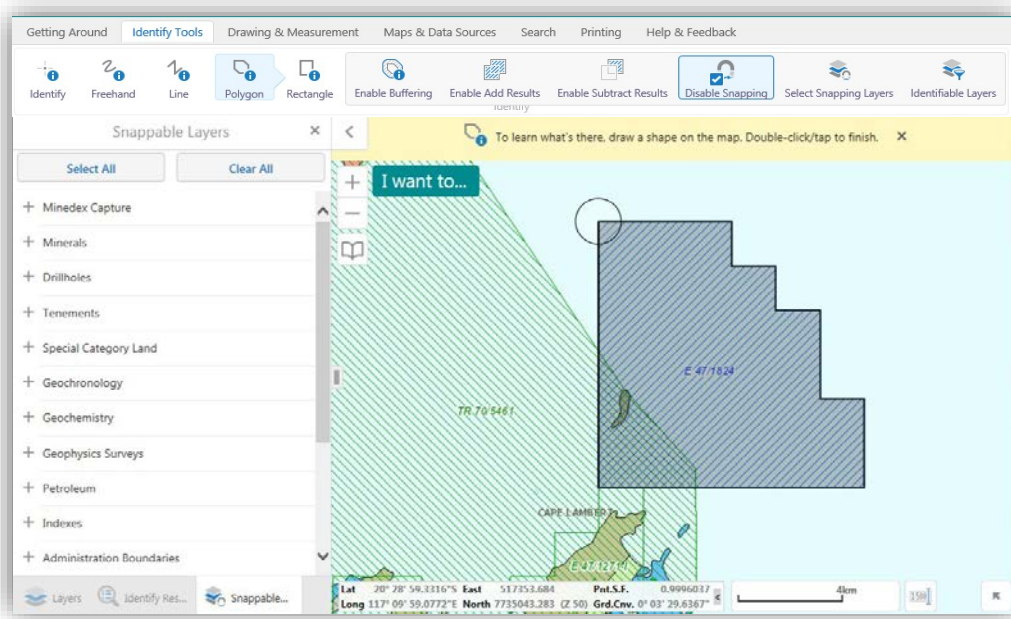 Getting Around Identify Tools Drawing & Measurement Maps & Data Sources Search Printing Help & Feedback
Identify Freehand Line Polygon Rectangle Enable Buffering Enable Add Results Enable Subtract Results Disable Snapping Select Snapping Layers Identifiable Layers
Identify
Snappable Layers
To learn what's there, draw a shape on the map. Double-click/tap to finish.
Select All Clear All
I want to...
Minedex Capture
Minerals
Drillholes
Tenements
Special Category Land
Geochronology
Geochemistry
Geophysics Surveys
Petroleum
Indexes
Administration Boundaries
E 47/1824
TR 70/5461
CAPE LAMBERT
Layers Identify Res... Snappable...
Lat 20° 28' 59.3316"S East 517353.684 Pnt.S.F. 0.9996037
Long 117° 09' 59.0772"E North 7735043.283 (Z 50) Grd.Cnv. 0° 03' 29.6367"
4km